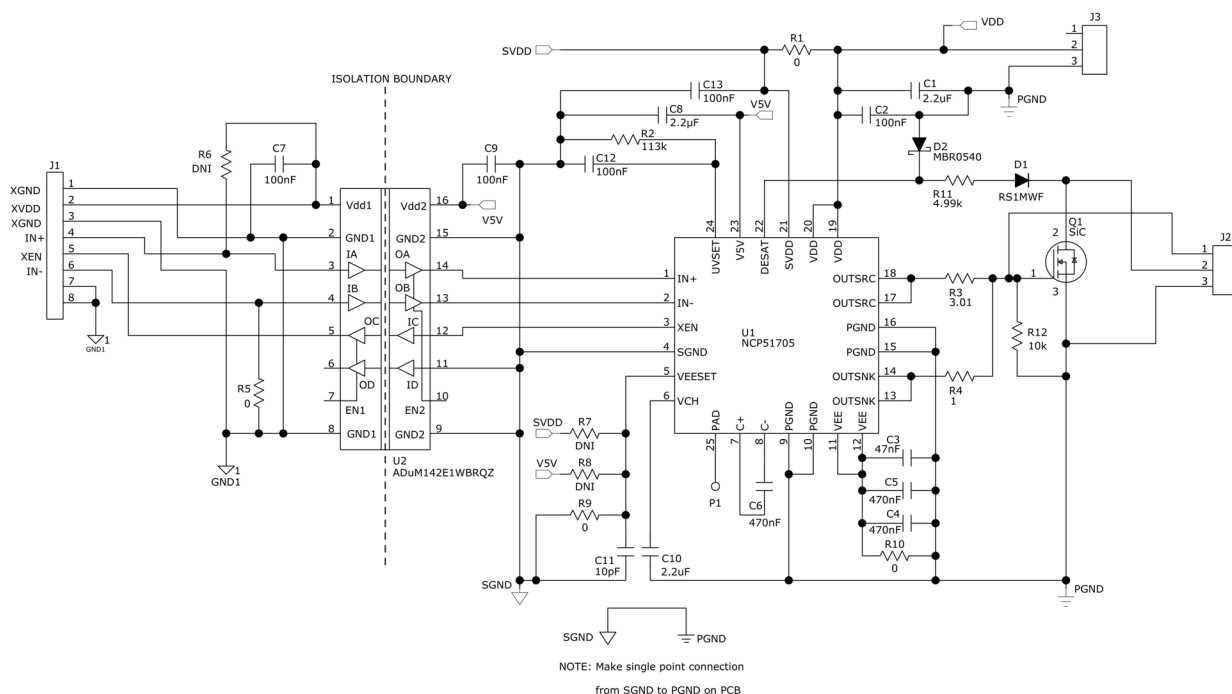 J3
VDD
1
2
3
R1
0
SVDD
ISOLATION BOUNDARY
C13
100nF
C1
2.2uF
PGND
C8
2.2µF
V5V
C2
100nF
R2
113k
D2
MBR0540
R6
DNI
C7
100nF
C9
100nF
C12
100nF
D1
RS1MWF
R11
4.99k
J1
XGND
XVDD
XGND
IN+
XEN
IN-
1
2
3
4
5
6
7
8
1
GND1
V5V
1 Vdd1
Vdd2 16
2 GND1
GND2 15
3 IA
OA 14
4 IB
OB 13
5 OC
IC 12
6 OD
ID 11
7 EN1
EN2 10
8 GND1
GND2 9
U2
ADuM142E1WBRQZ
R5
0
1
GND1
24 UVSET
23 V5V
22 DESAT
21 SVDD
20 VDD
19 VDD
1 IN+
2 IN-
3 XEN
4 SGND
5 VEESET
6 VCH
U1
NCP51705
OUTSRC 18
OUTSRC 17
PGND 16
PGND 15
OUTSNK 14
OUTSNK 13
25 PAD
7 C+
8 C-
9 PGND
10 PGND
11 VEE
12 VEE
Q1
SiC
2
1
3
J2
1
2
3
R3
3.01
R12
10k
R4
1
SVDD
R7
DNI
V5V
R8
DNI
R9
0
P1
C6
470nF
C3
47nF
C5
470nF
C4
470nF
R10
0
C11
10pF
C10
2.2uF
SGND
PGND
SGND
PGND
NOTE: Make single point connection
from SGND to PGND on PCB